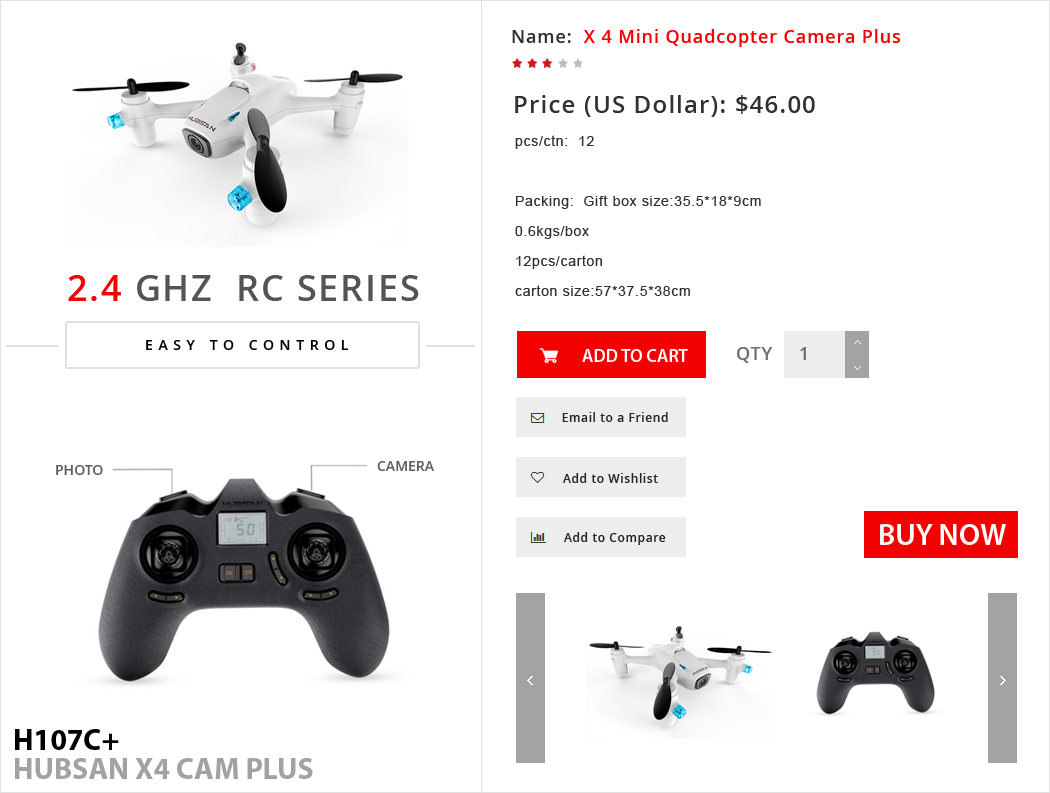 HUBSAN
2.4 GHZ RC SERIES
EASY TO CONTROL
PHOTO
CAMERA
HUBSAN
50
H107C+
HUBSAN X4 CAM PLUS
Name: X 4 Mini Quadcopter Camera Plus
Price (US Dollar): $46.00
pcs/ctn: 12
Packing: Gift box size:35.5*18*9cm
0.6kgs/box
12pcs/carton
carton size:57*37.5*38cm
ADD TO CART
QTY
1
Email to a Friend
Add to Wishlist
Add to Compare
BUY NOW
50